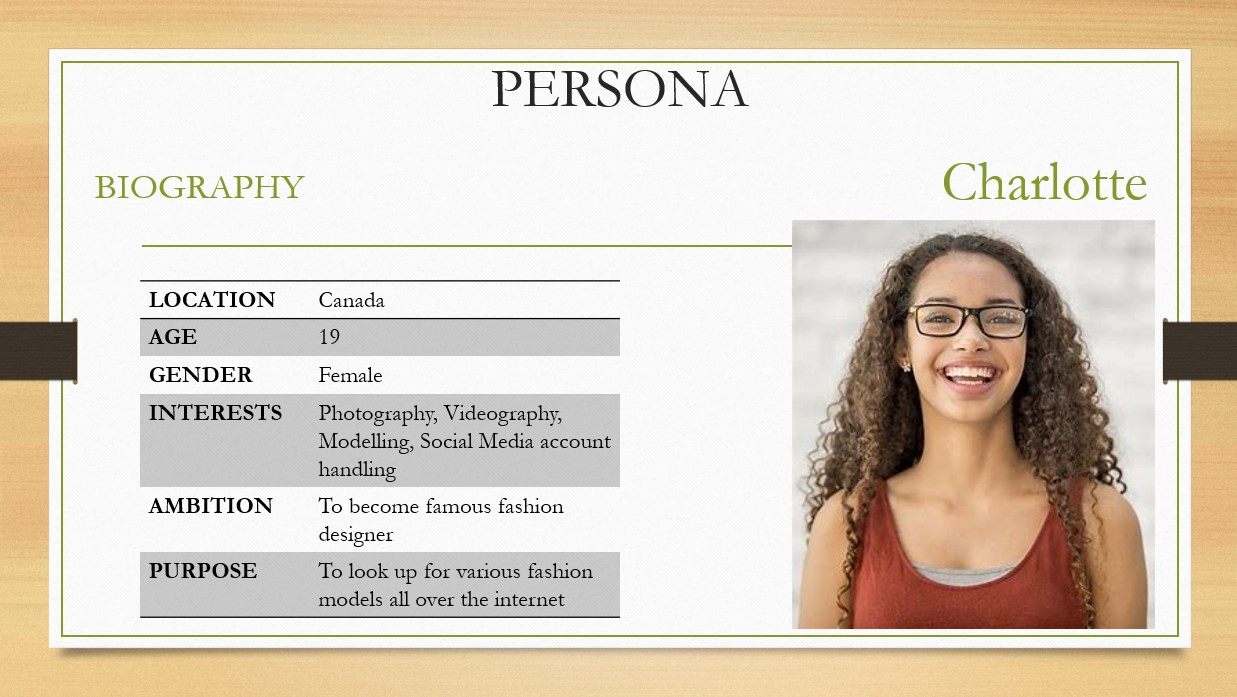 PERSONA
BIOGRAPHY
Charlotte
LOCATION Canada
AGE 19
GENDER Female
INTERESTS Photography, Videography,
Modelling, Social Media account
handling
AMBITION To become famous fashion
designer
PURPOSE To look up for various fashion
models all over the internet